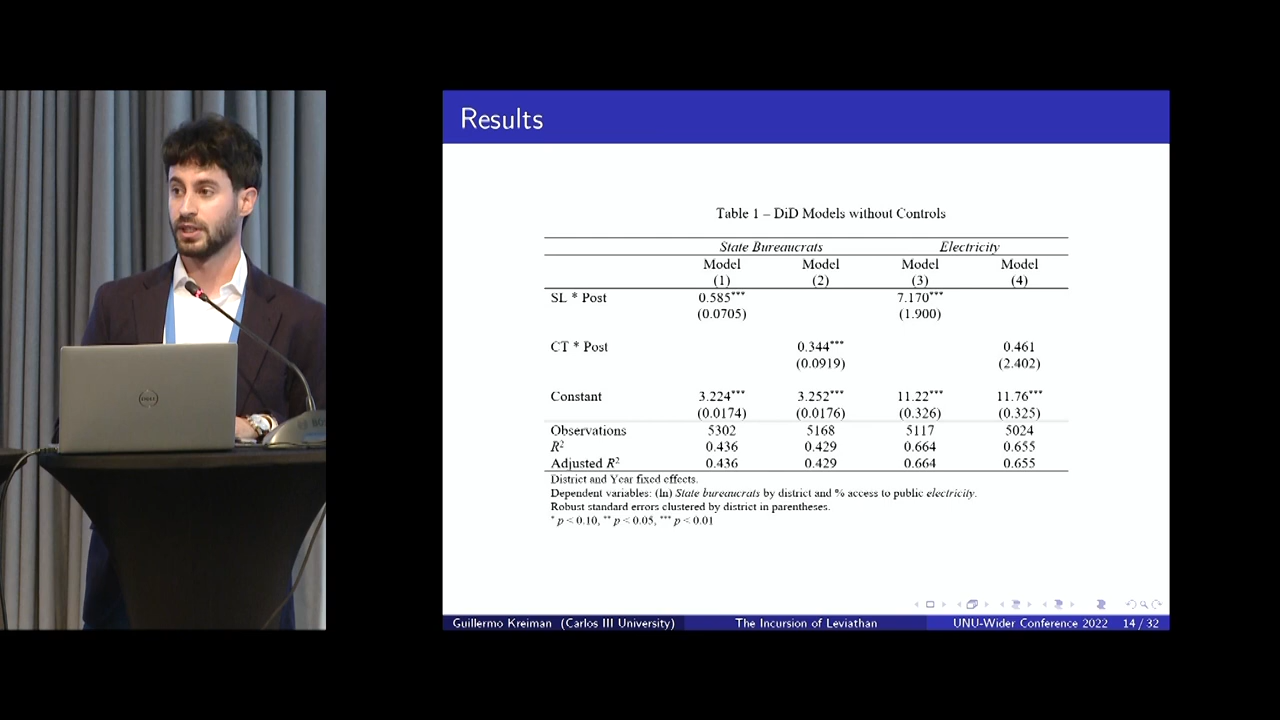 Results
Table 1 – DiD Models without Controls
State Bureaucrats Electricity
Model Model Model Model
(1) (2) (3) (4)
SL * Post 0.585*** 7.170***
(0.0705) (1.900)
CT * Post 0.344*** 0.461
(0.0919) (2.402)
Constant 3.224*** 3.252*** 11.22*** 11.76***
(0.0174) (0.0176) (0.326) (0.325)
Observations 5302 5168 5117 5024
R² 0.436 0.429 0.664 0.655
Adjusted R² 0.436 0.429 0.664 0.655
District and Year fixed effects.
Dependent variables: (ln) State bureaucrats by district and % access to public electricity.
Robust standard errors clustered by district in parentheses.
* p < 0.10, ** p < 0.05, *** p < 0.01
Guillermo Kreiman (Carlos III University) The Incursion of Leviathan UNU-Wider Conference 2022 14 / 32
DELL